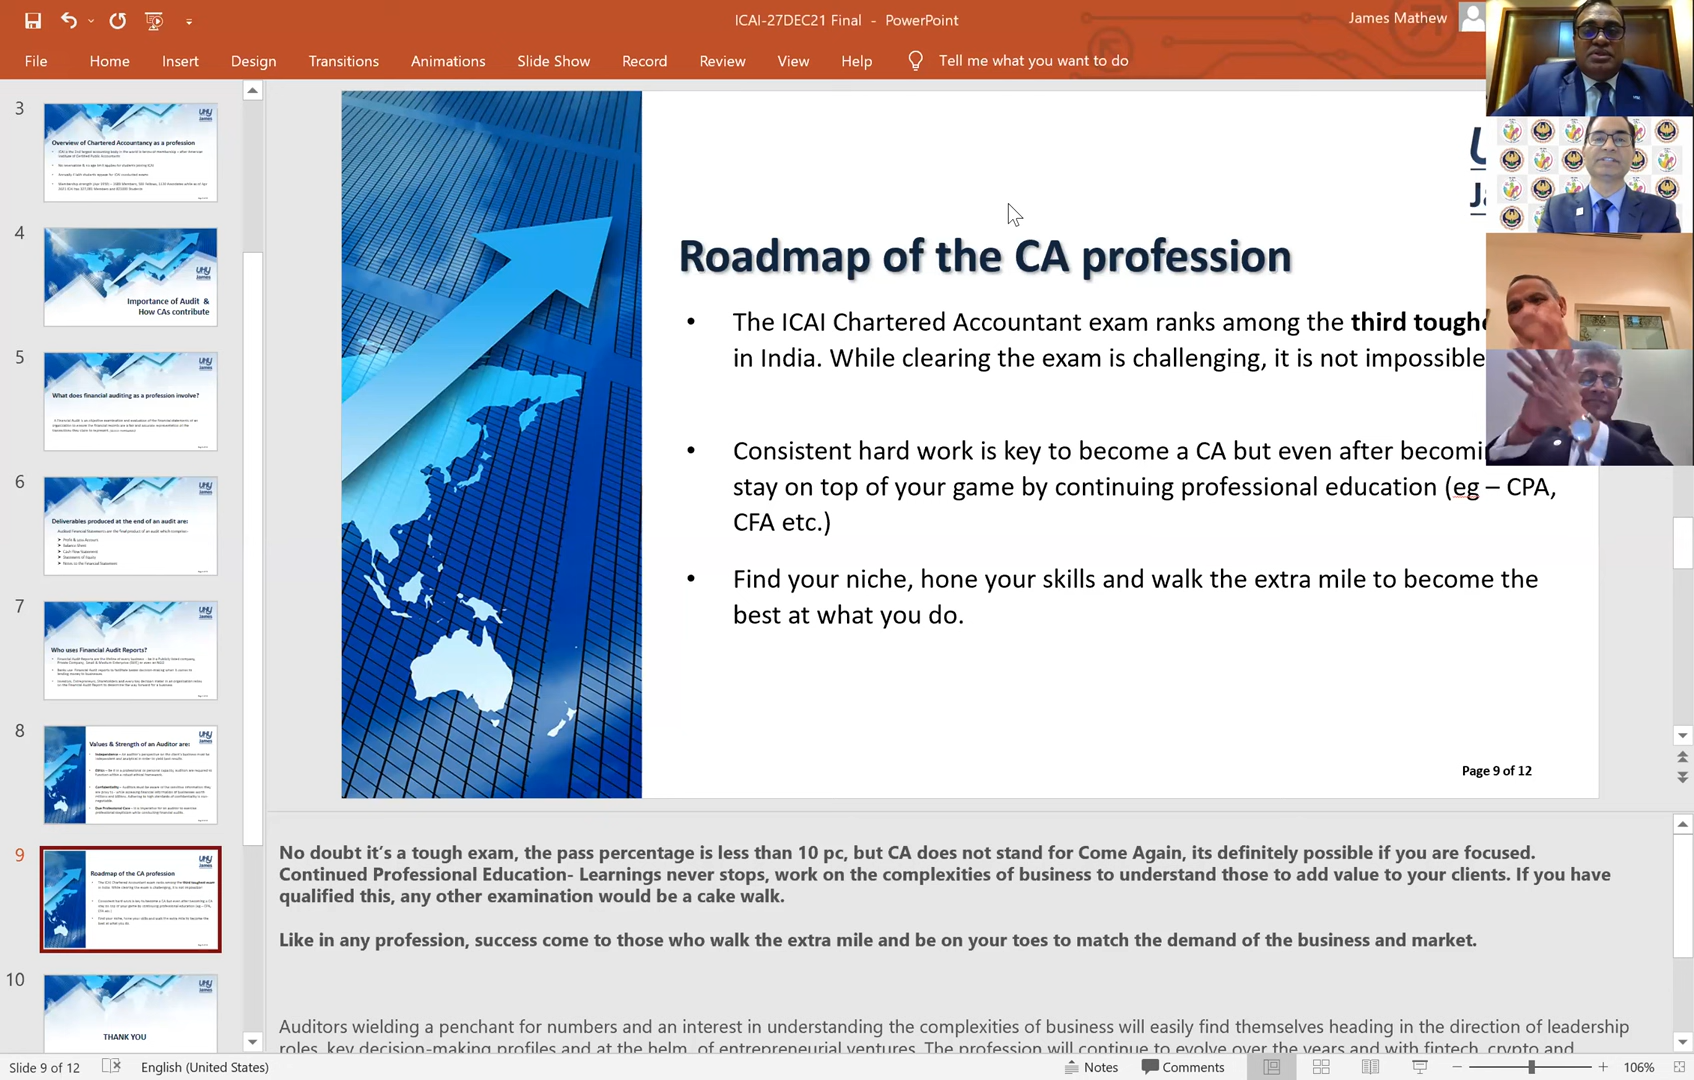 ICAI-27DEC21 Final - PowerPoint
James Mathew
File Home Insert Design Transitions Animations Slide Show Record Review View Help Tell me what you want to do
3
Overview of Chartered Accountancy as a profession
4
Importance of Audit &
How CAs contribute
5
What does financial auditing as a profession involve?
6
Deliverables produced at the end of an audit are:
7
Who uses Financial Audit Reports?
8
Values & Strength of an Auditor are:
9
Roadmap of the CA profession
10
THANK YOU
Roadmap of the CA profession
• The ICAI Chartered Accountant exam ranks among the third
in India. While clearing the exam is challenging, it is not impossible
• Consistent hard work is key to become a CA but even after
stay on top of your game by continuing professional education (eg – CPA,
CFA etc.)
• Find your niche, hone your skills and walk the extra mile to become the
best at what you do.
Page 9 of 12
No doubt it’s a tough exam, the pass percentage is less than 10 pc, but CA does not stand for Come Again, its definitely possible if you are focused.
Continued Professional Education- Learnings never stops, work on the complexities of business to understand those to add value to your clients. If you have
qualified this, any other examination would be a cake walk.
Like in any profession, success come to those who walk the extra mile and be on your toes to match the demand of the business and market.
Auditors wielding a penchant for numbers and an interest in understanding the complexities of business will easily find themselves heading in the direction of leadership
roles, key decision-making profiles and at the helm of entrepreneurial ventures. The profession will continue to evolve over the years and with fintech, crypto and
Slide 9 of 12 English (United States) Notes Comments 106%